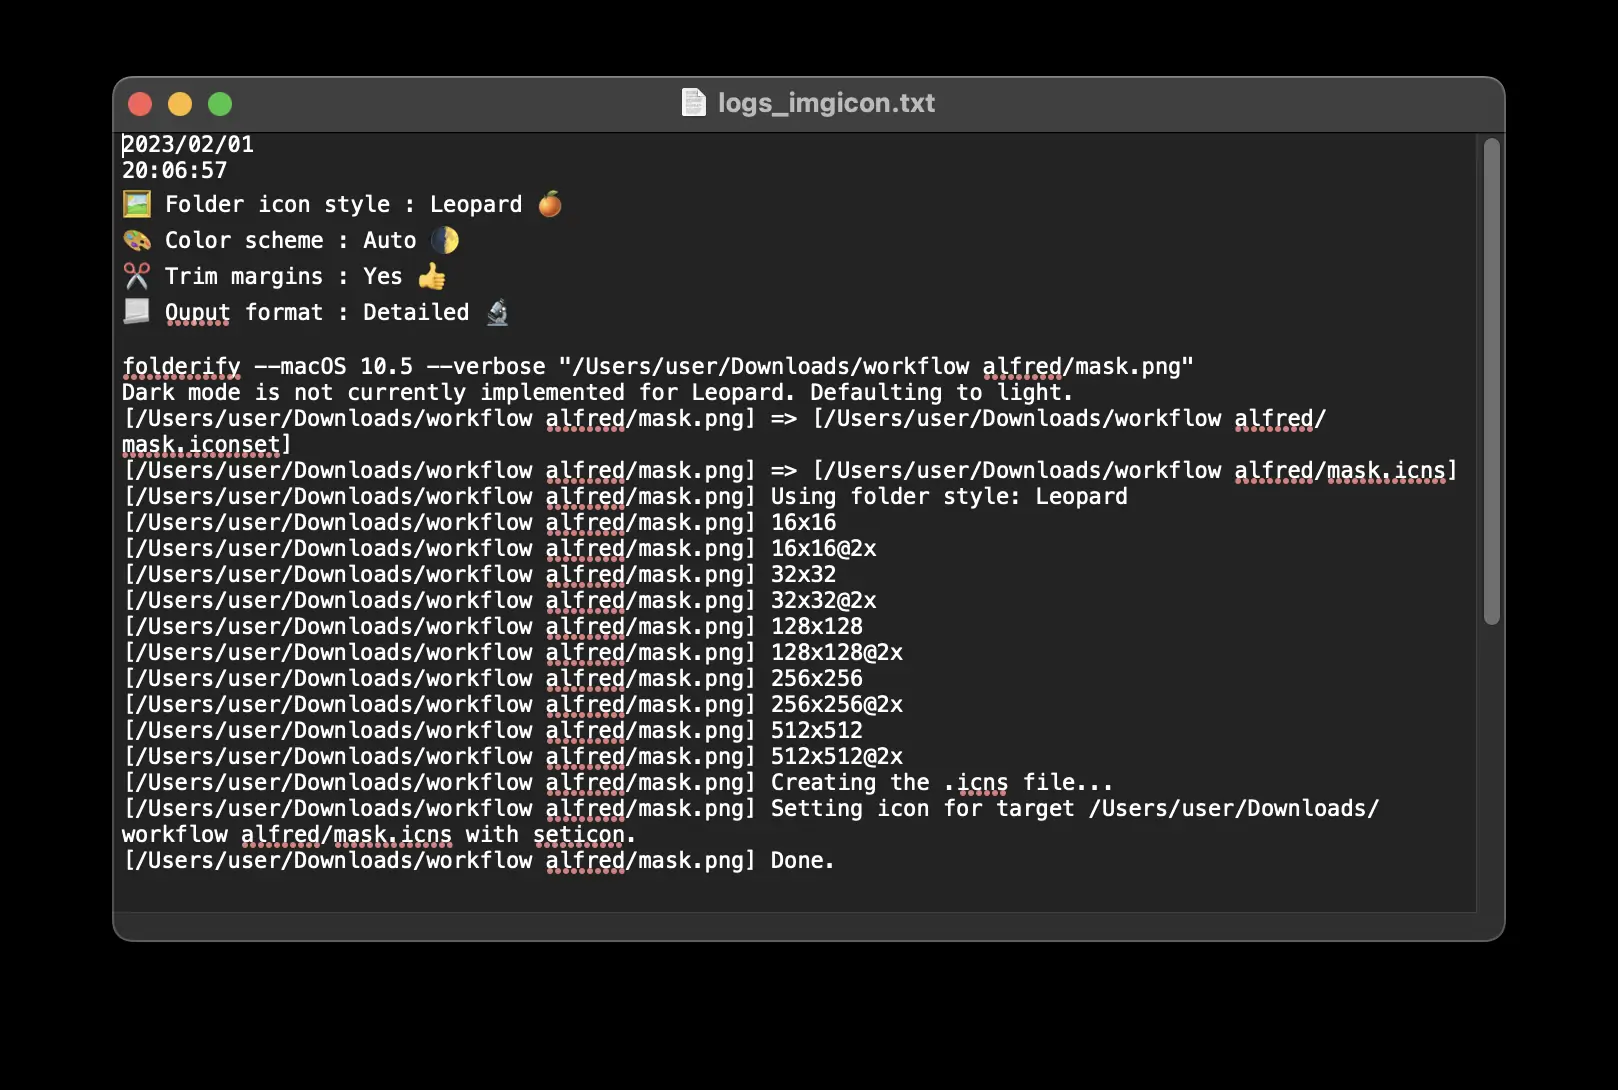 logs_imgicon.txt
2023/02/01
20:06:57
🖼️ Folder icon style : Leopard 🍊
🎨 Color scheme : Auto 🌓
✂️ Trim margins : Yes 👍
📃 Ouput format : Detailed 🔬
folderify --macOS 10.5 --verbose "/Users/user/Downloads/workflow alfred/mask.png"
Dark mode is not currently implemented for Leopard. Defaulting to light.
[/Users/user/Downloads/workflow alfred/mask.png] => [/Users/user/Downloads/workflow alfred/
mask.iconset]
[/Users/user/Downloads/workflow alfred/mask.png] => [/Users/user/Downloads/workflow alfred/mask.icns]
[/Users/user/Downloads/workflow alfred/mask.png] Using folder style: Leopard
[/Users/user/Downloads/workflow alfred/mask.png] 16x16
[/Users/user/Downloads/workflow alfred/mask.png] 16x16@2x
[/Users/user/Downloads/workflow alfred/mask.png] 32x32
[/Users/user/Downloads/workflow alfred/mask.png] 32x32@2x
[/Users/user/Downloads/workflow alfred/mask.png] 128x128
[/Users/user/Downloads/workflow alfred/mask.png] 128x128@2x
[/Users/user/Downloads/workflow alfred/mask.png] 256x256
[/Users/user/Downloads/workflow alfred/mask.png] 256x256@2x
[/Users/user/Downloads/workflow alfred/mask.png] 512x512
[/Users/user/Downloads/workflow alfred/mask.png] 512x512@2x
[/Users/user/Downloads/workflow alfred/mask.png] Creating the .icns file...
[/Users/user/Downloads/workflow alfred/mask.png] Setting icon for target /Users/user/Downloads/
workflow alfred/mask.icns with seticon.
[/Users/user/Downloads/workflow alfred/mask.png] Done.